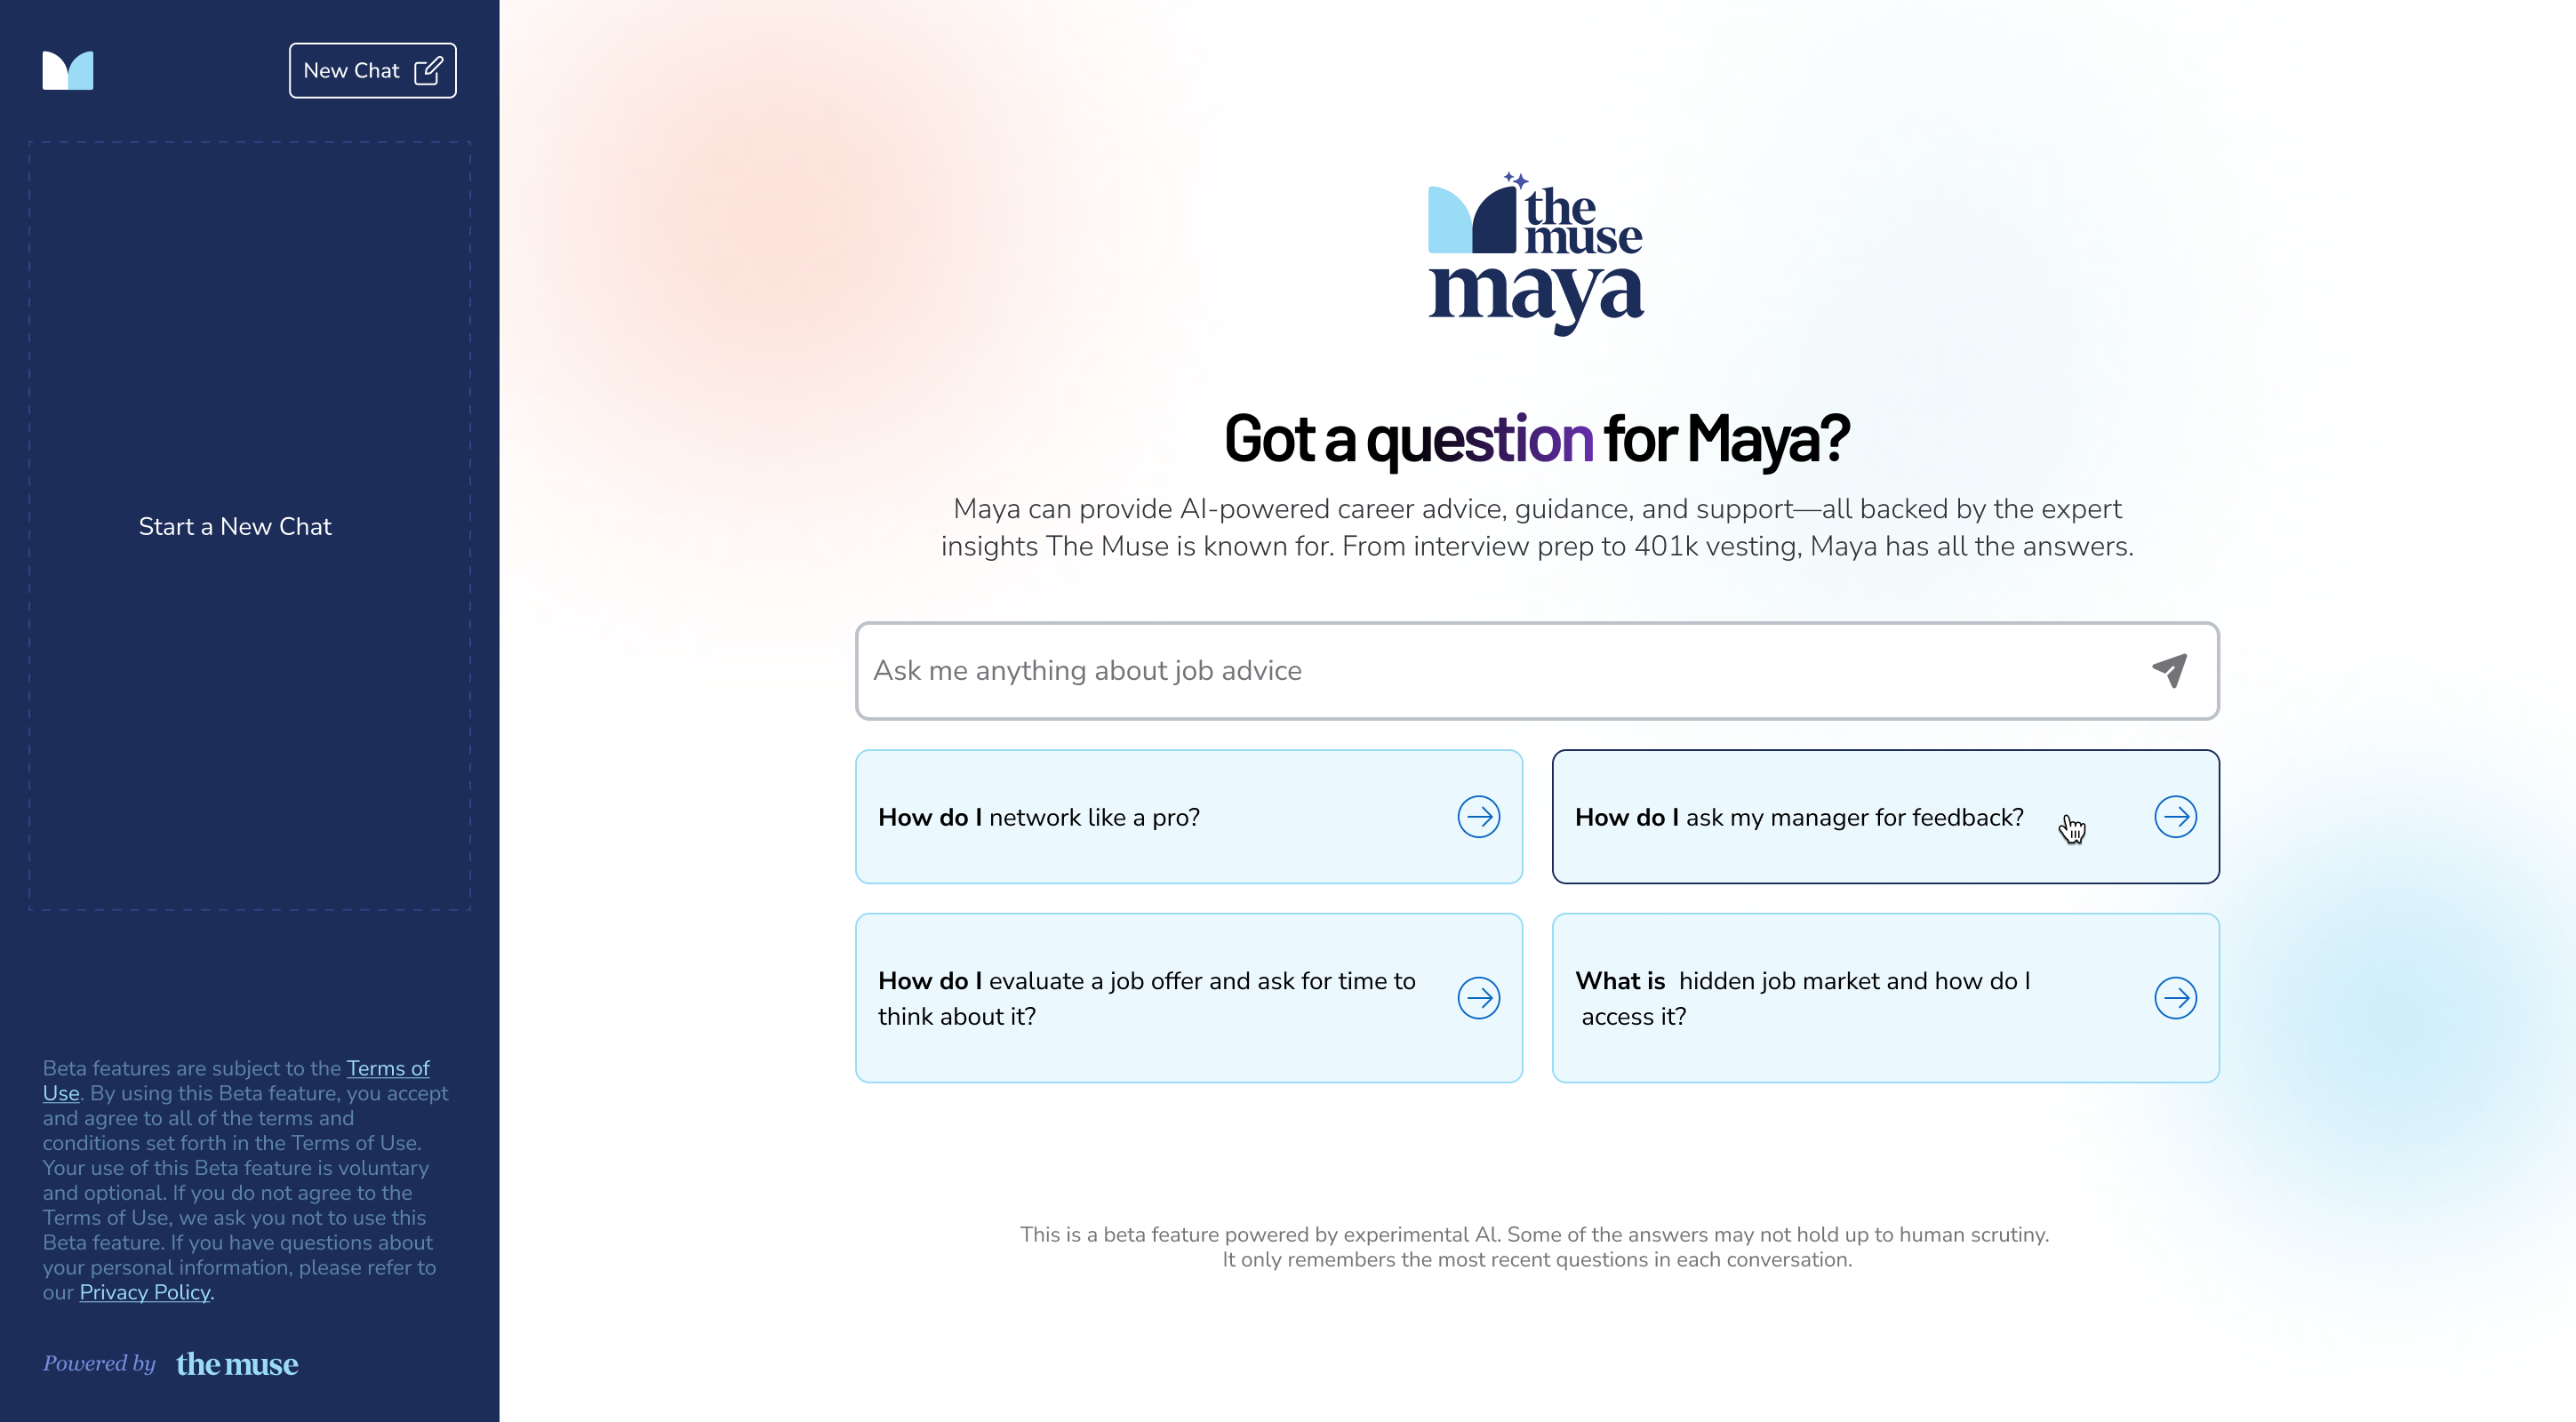 New Chat
Start a New Chat
Beta features are subject to the Terms of
Use. By using this Beta feature, you accept
and agree to all of the terms and
conditions set forth in the Terms of Use.
Your use of this Beta feature is voluntary
and optional. If you do not agree to the
Terms of Use, we ask you not to use this
Beta feature. If you have questions about
your personal information, please refer to
our Privacy Policy.
Powered by the muse
the
muse
maya
Got a question for Maya?
Maya can provide AI-powered career advice, guidance, and support—all backed by the expert
insights The Muse is known for. From interview prep to 401k vesting, Maya has all the answers.
Ask me anything about job advice
How do I network like a pro?
How do I ask my manager for feedback?
How do I evaluate a job offer and ask for time to
think about it?
What is hidden job market and how do I
access it?
This is a beta feature powered by experimental AI. Some of the answers may not hold up to human scrutiny.
It only remembers the most recent questions in each conversation.